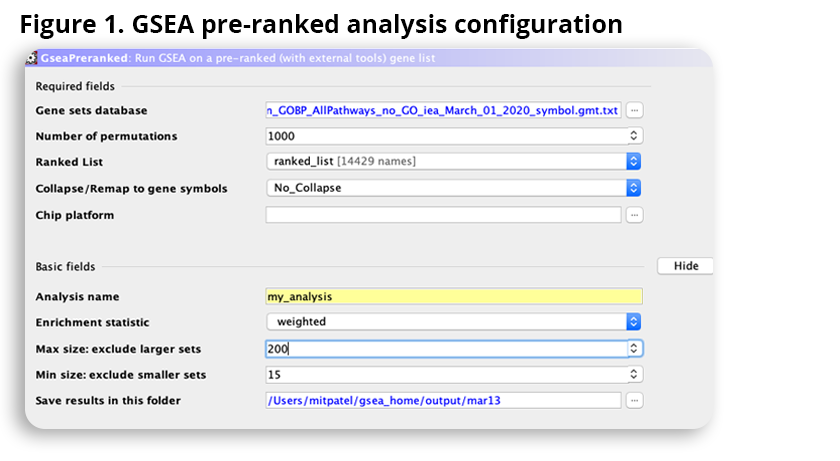 Figure 1. GSEA pre-ranked analysis configuration
GseaPreranked: Run GSEA on a pre-ranked (with external tools) gene list
Required fields
Gene sets database n_GOBP_AllPathways_no_GO_iea_March_01_2020_symbol.gmt.txt ...
Number of permutations 1000
Ranked List ranked_list [14429 names]
Collapse/Remap to gene symbols No_Collapse
Chip platform ...
Basic fields Hide
Analysis name my_analysis
Enrichment statistic weighted
Max size: exclude larger sets 200
Min size: exclude smaller sets 15
Save results in this folder /Users/mitpatel/gsea_home/output/mar13 ...